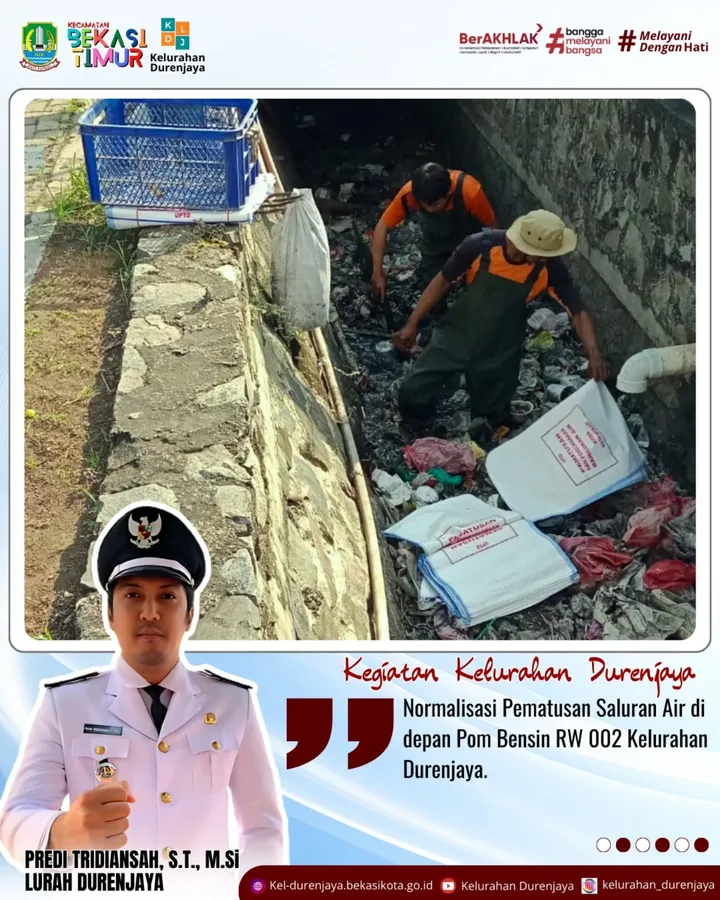 KECAMATAN
BEKASI
TIMUR
K L
D J
Kelurahan
Durenjaya
BerAKHLAK
#bangga
melayani
bangsa
#Melayani
Dengan Hati
UPTD
PEMATUSAN
UPTD
Kegiatan Kelurahan Durenjaya
Normalisasi Pematusan Saluran Air di
depan Pom Bensin RW 002 Kelurahan
Durenjaya.
PREDI TRIDIANSAH, S.T., M.Si
LURAH DURENJAYA
Kel-durenjaya.bekasikota.go.id
Kelurahan Durenjaya
kelurahan_durenjaya